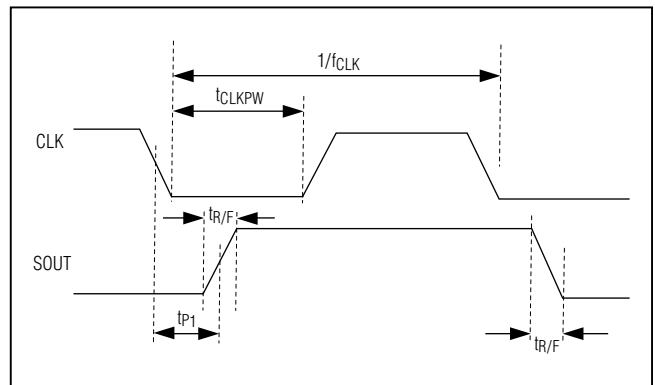 1/fCLK
tCLKPW
CLK
tR/F
SOUT
tP1
tR/F